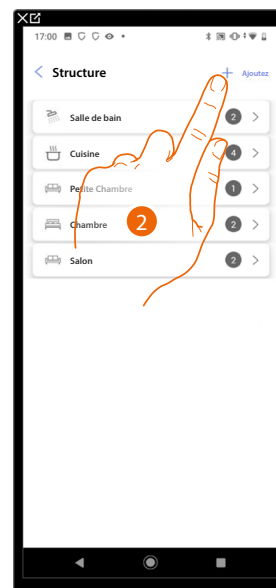 17:00
Structure
Ajoutez
Salle de bain 2
Cuisine 4
Petite Chambre 1
Chambre 2
2
Salon 2